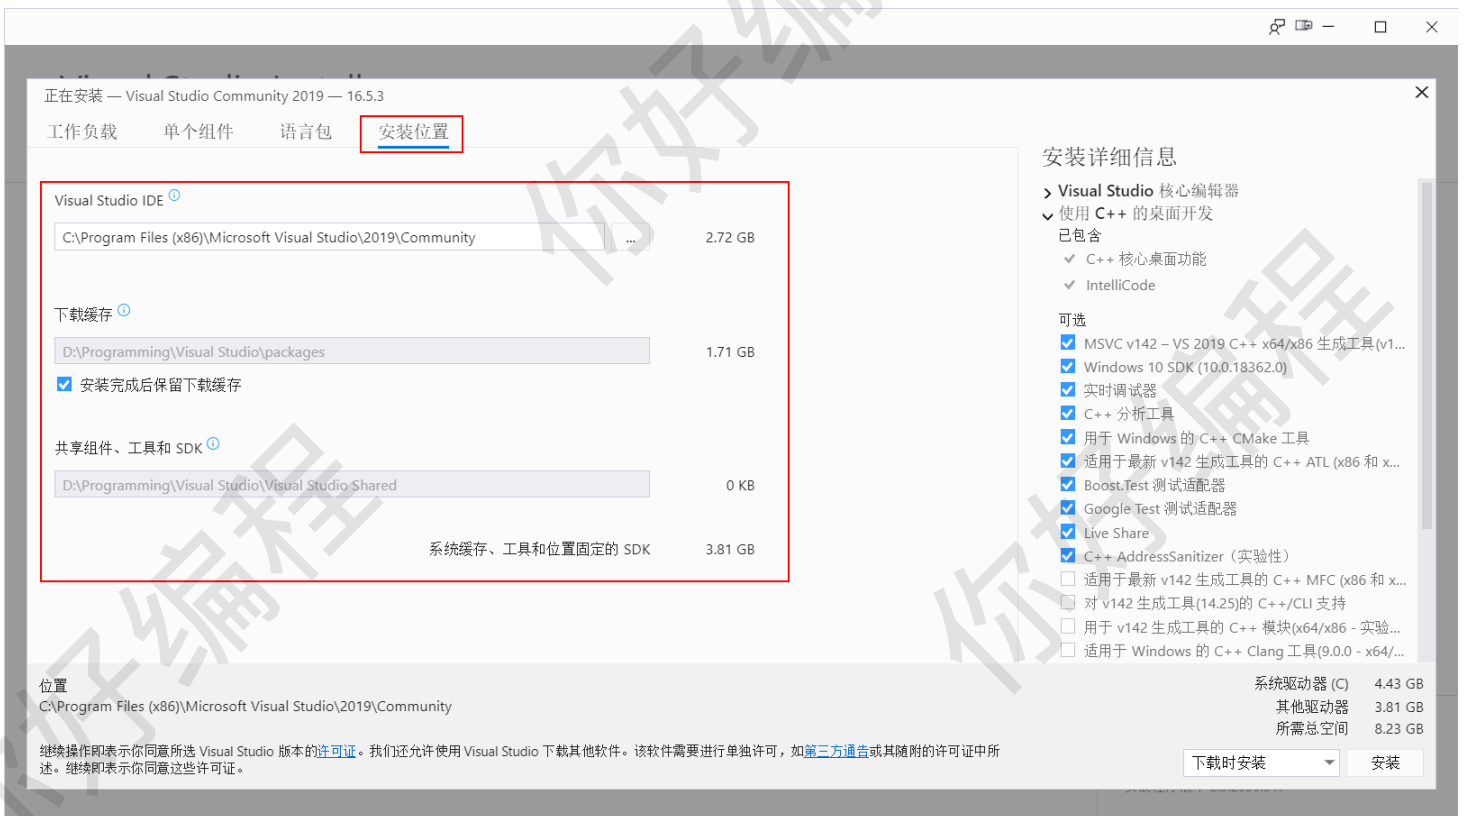 正在安装 — Visual Studio Community 2019 — 16.5.3
工作负载 单个组件 语言包 安装位置
Visual Studio IDE
C:\Program Files (x86)\Microsoft Visual Studio\2019\Community ... 2.72 GB
下载缓存
D:\Programming\Visual Studio\packages 1.71 GB
安装完成后保留下载缓存
共享组件、工具和 SDK
D:\Programming\Visual Studio\Visual Studio Shared 0 KB
系统缓存、工具和位置固定的 SDK 3.81 GB
安装详细信息
Visual Studio 核心编辑器
使用 C++ 的桌面开发
已包含
C++ 核心桌面功能
IntelliCode
可选
MSVC v142 – VS 2019 C++ x64/x86 生成工具(v1...
Windows 10 SDK (10.0.18362.0)
实时调试器
C++ 分析工具
用于 Windows 的 C++ CMake 工具
适用于最新 v142 生成工具的 C++ ATL (x86 和 x...
Boost.Test 测试适配器
Google Test 测试适配器
Live Share
C++ AddressSanitizer（实验性）
适用于最新 v142 生成工具的 C++ MFC (x86 和 x...
对 v142 生成工具(14.25)的 C++/CLI 支持
用于 v142 生成工具的 C++ 模块(x64/x86 - 实验...
适用于 Windows 的 C++ Clang 工具(9.0.0 - x64/...
位置
C:\Program Files (x86)\Microsoft Visual Studio\2019\Community
继续操作即表示你同意所选 Visual Studio 版本的许可证。我们还允许使用 Visual Studio 下载其他软件。该软件需要进行单独许可，如第三方通告或其随附的许可证中所
述。继续即表示你同意这些许可证。
系统驱动器 (C) 4.43 GB
其他驱动器 3.81 GB
所需总空间 8.23 GB
下载时安装 安装
你好编程
你好编程
你好编程